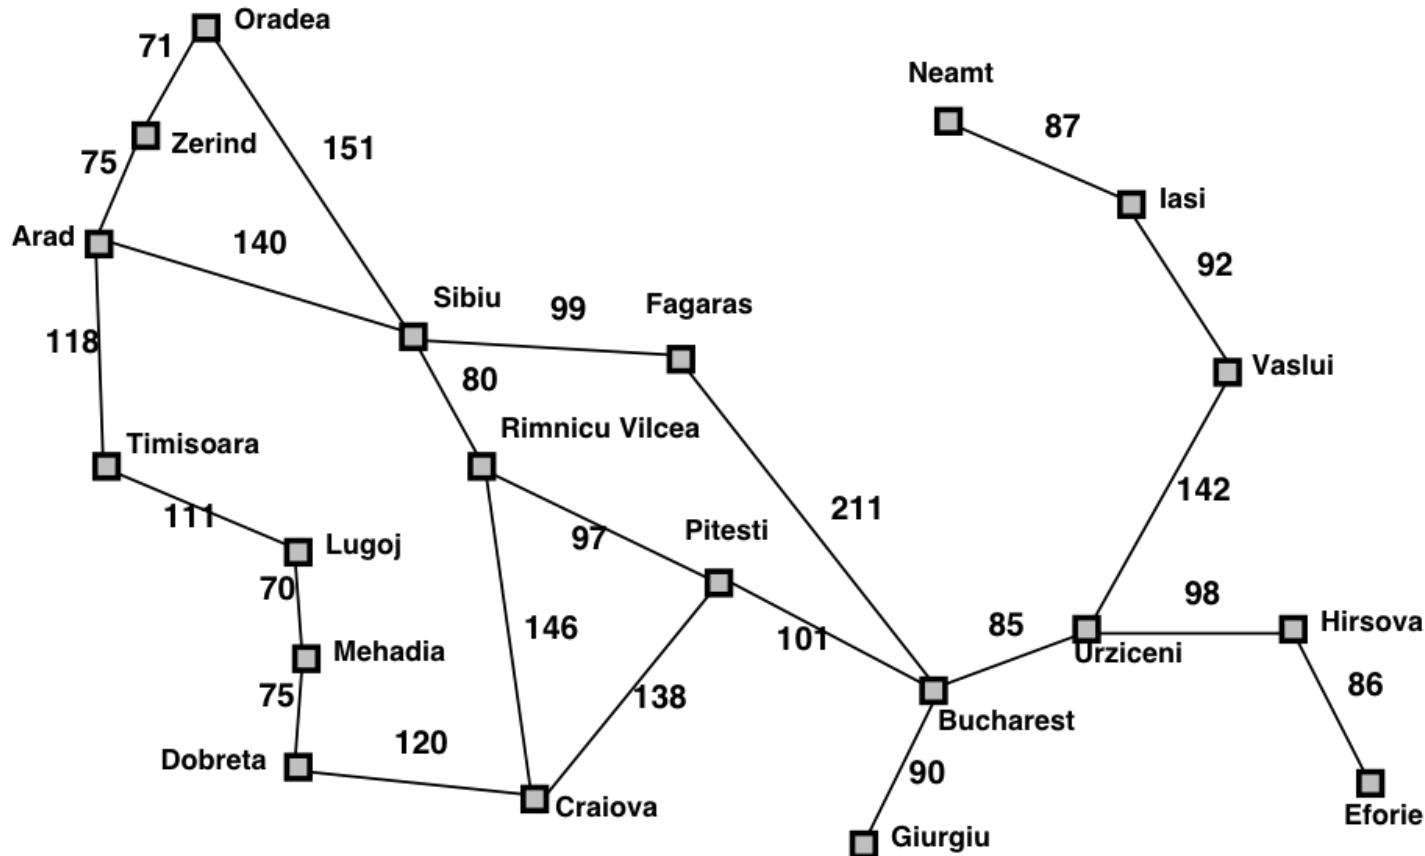 Oradea
71
Neamt
87
Zerind
151
75
Iasi
Arad
140
92
Sibiu
99
Fagaras
118
80
Vaslui
Rimnicu Vilcea
Timisoara
142
211
111
97
Pitesti
Lugoj
70
98
146
85
Hirsova
101
Urziceni
Mehadia
86
75
138
Bucharest
120
Dobreta
90
Craiova
Eforie
Giurgiu